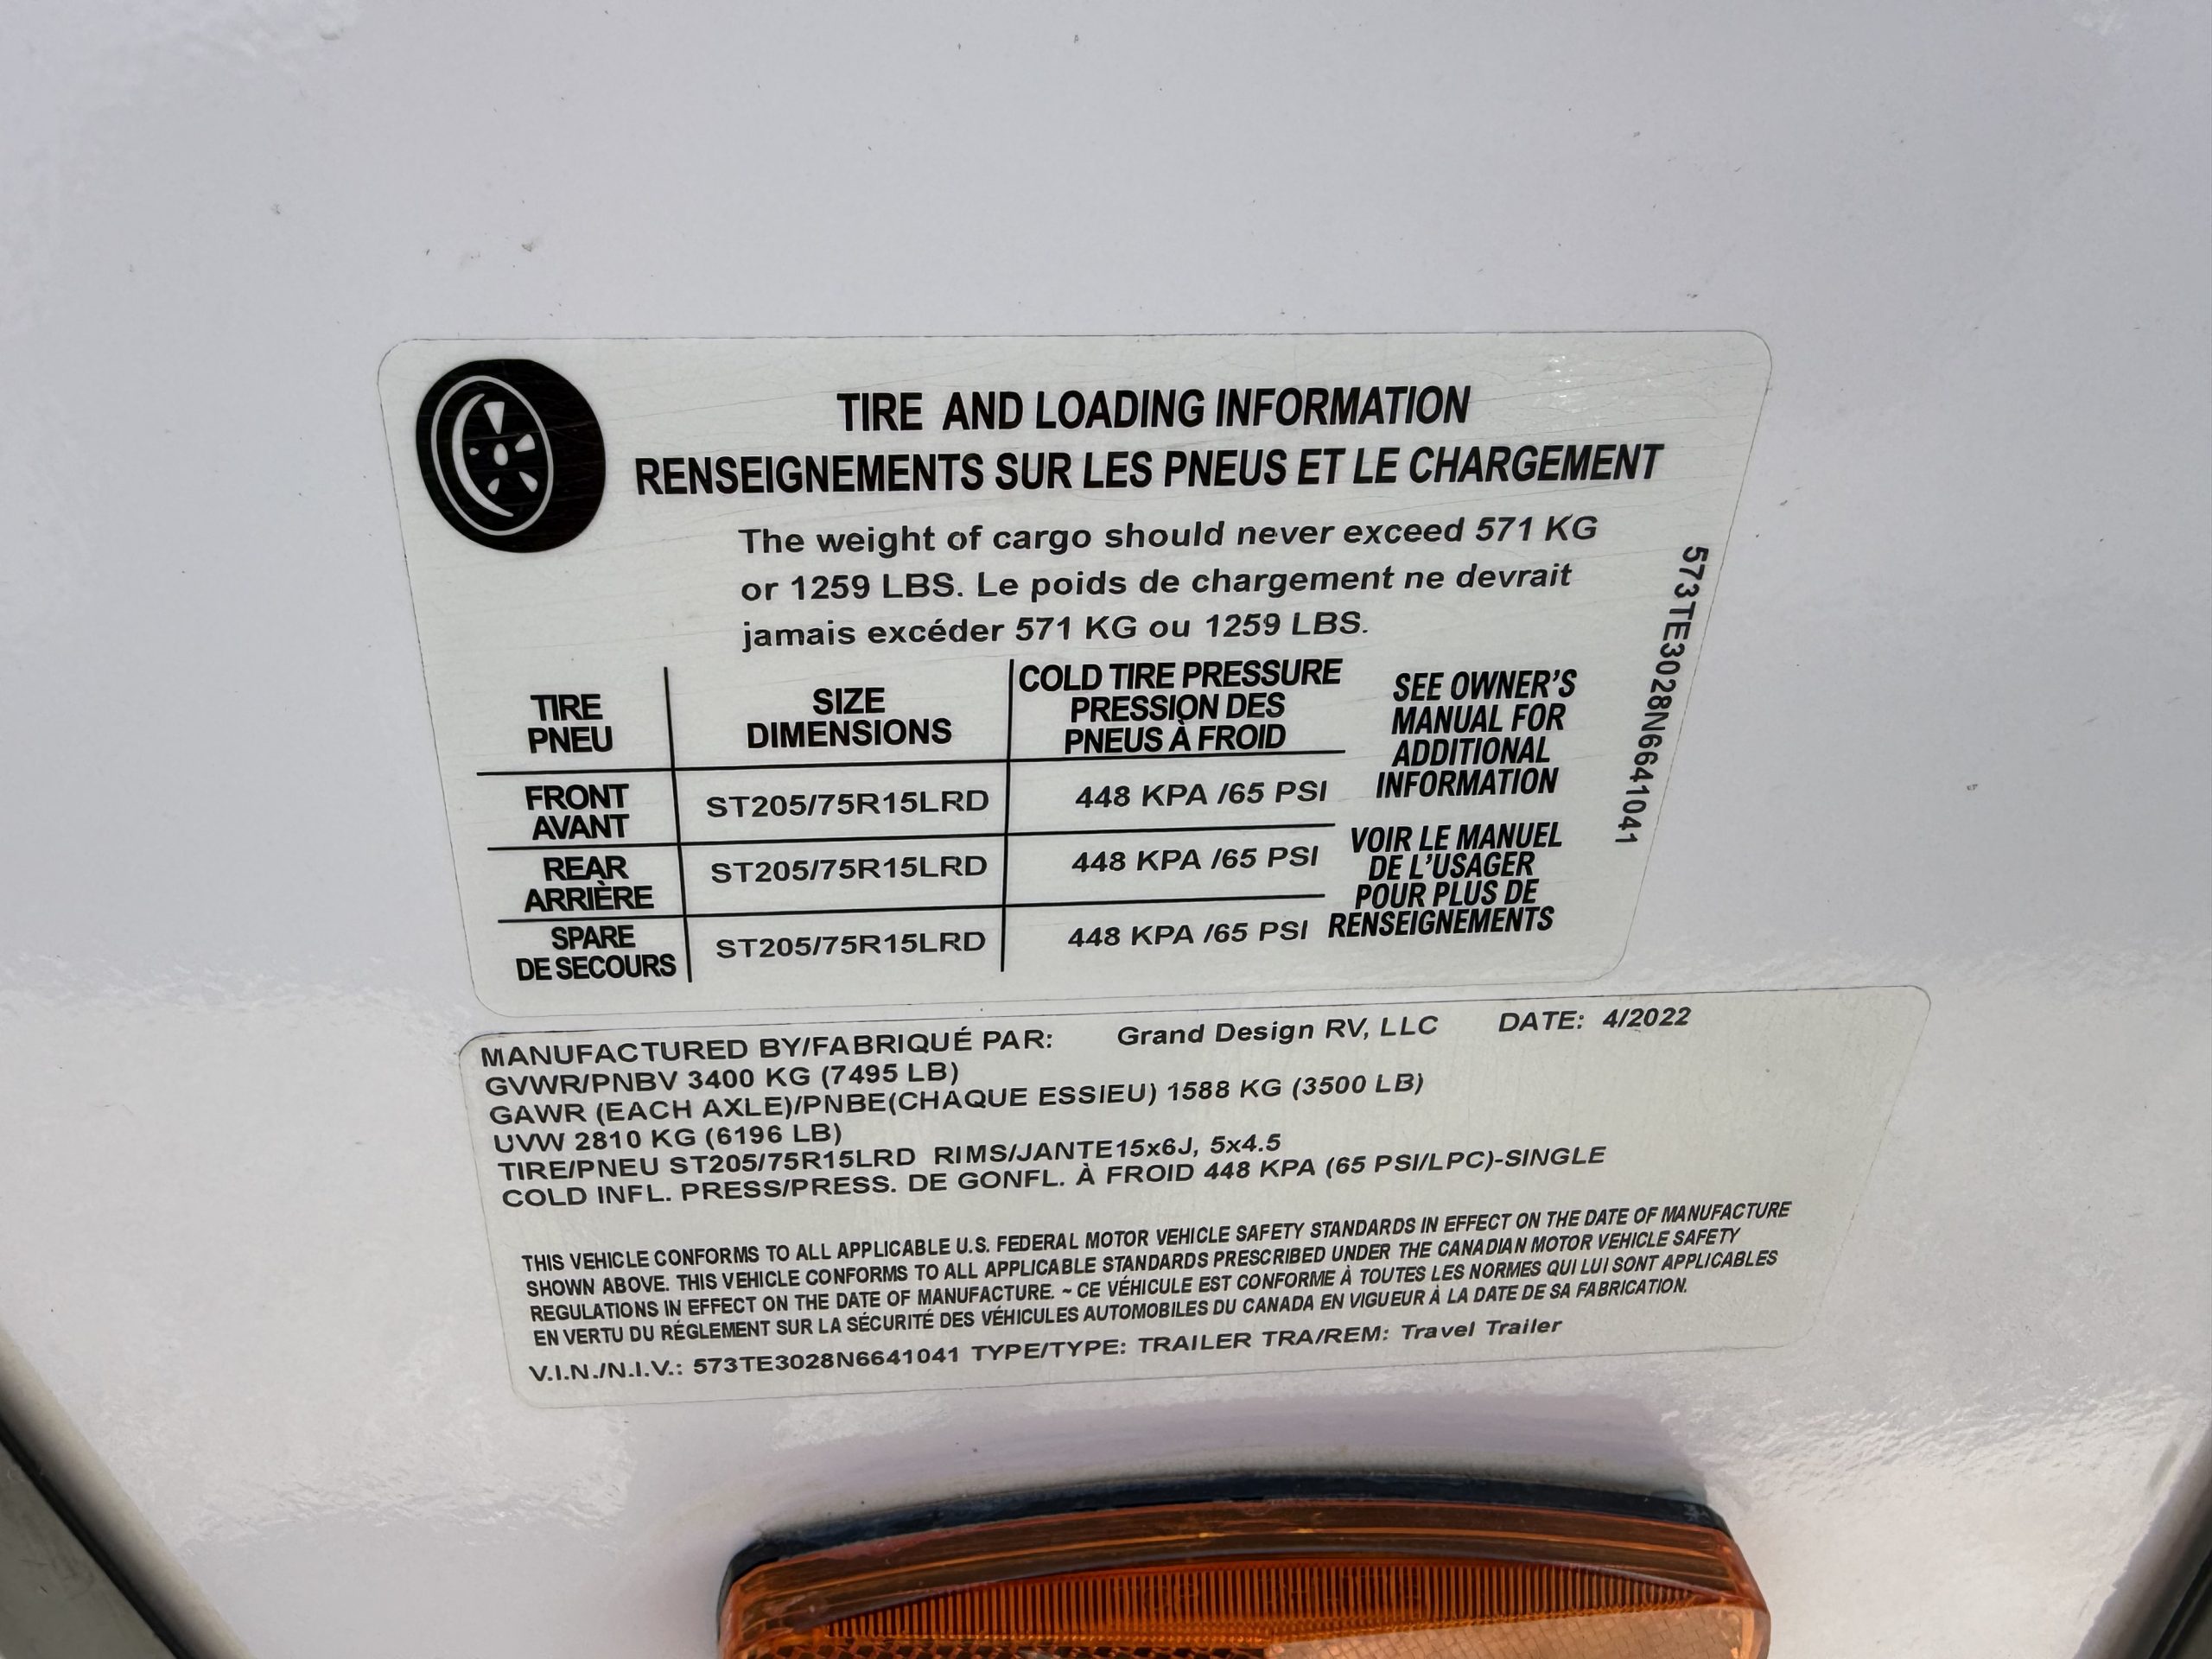 TIRE AND LOADING INFORMATION
RENSEIGNEMENTS SUR LES PNEUS ET LE CHARGEMENT
The weight of cargo should never exceed 571 KG
or 1259 LBS. Le poids de chargement ne devrait
jamais excéder 571 KG ou 1259 LBS.
TIRE
PNEU
SIZE
DIMENSIONS
COLD TIRE PRESSURE
PRESSION DES
PNEUS À FROID
FRONT
AVANT
ST205/75R15LRD
448 KPA /65 PSI
REAR
ARRIÈRE
ST205/75R15LRD
448 KPA /65 PSI
SPARE
DE SECOURS
ST205/75R15LRD
448 KPA /65 PSI
SEE OWNER'S
MANUAL FOR
ADDITIONAL
INFORMATION
VOIR LE MANUEL
DE L'USAGER
POUR PLUS DE
RENSEIGNEMENTS
573TE3028N6641041
MANUFACTURED BY/FABRIQUÉ PAR: Grand Design RV, LLC DATE: 4/2022
GVWR/PNBV 3400 KG (7495 LB)
GAWR (EACH AXLE)/PNBE(CHAQUE ESSIEU) 1588 KG (3500 LB)
UVW 2810 KG (6196 LB)
TIRE/PNEU ST205/75R15LRD RIMS/JANTE15x6J, 5x4.5
COLD INFL. PRESS/PRESS. DE GONFL. À FROID 448 KPA (65 PSI/LPC)-SINGLE
THIS VEHICLE CONFORMS TO ALL APPLICABLE U.S. FEDERAL MOTOR VEHICLE SAFETY STANDARDS IN EFFECT ON THE DATE OF MANUFACTURE
SHOWN ABOVE. THIS VEHICLE CONFORMS TO ALL APPLICABLE STANDARDS PRESCRIBED UNDER THE CANADIAN MOTOR VEHICLE SAFETY
REGULATIONS IN EFFECT ON THE DATE OF MANUFACTURE. ~ CE VÉHICULE EST CONFORME À TOUTES LES NORMES QUI LUI SONT APPLICABLES
EN VERTU DU RÉGLEMENT SUR LA SÉCURITÉ DES VÉHICULES AUTOMOBILES DU CANADA EN VIGUEUR À LA DATE DE SA FABRICATION.
V.I.N./N.I.V.: 573TE3028N6641041 TYPE/TYPE: TRAILER TRA/REM: Travel Trailer